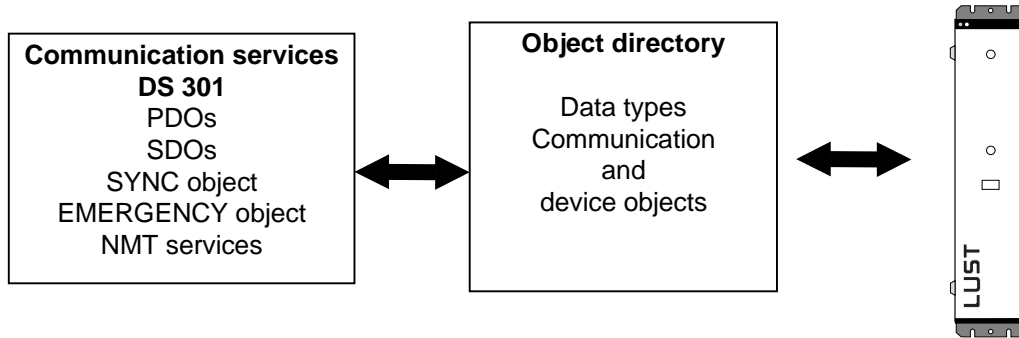 Communication services
DS 301
PDOs
SDOs
SYNC object
EMERGENCY object
NMT services
Object directory
Data types
Communication
and
device objects
LUST